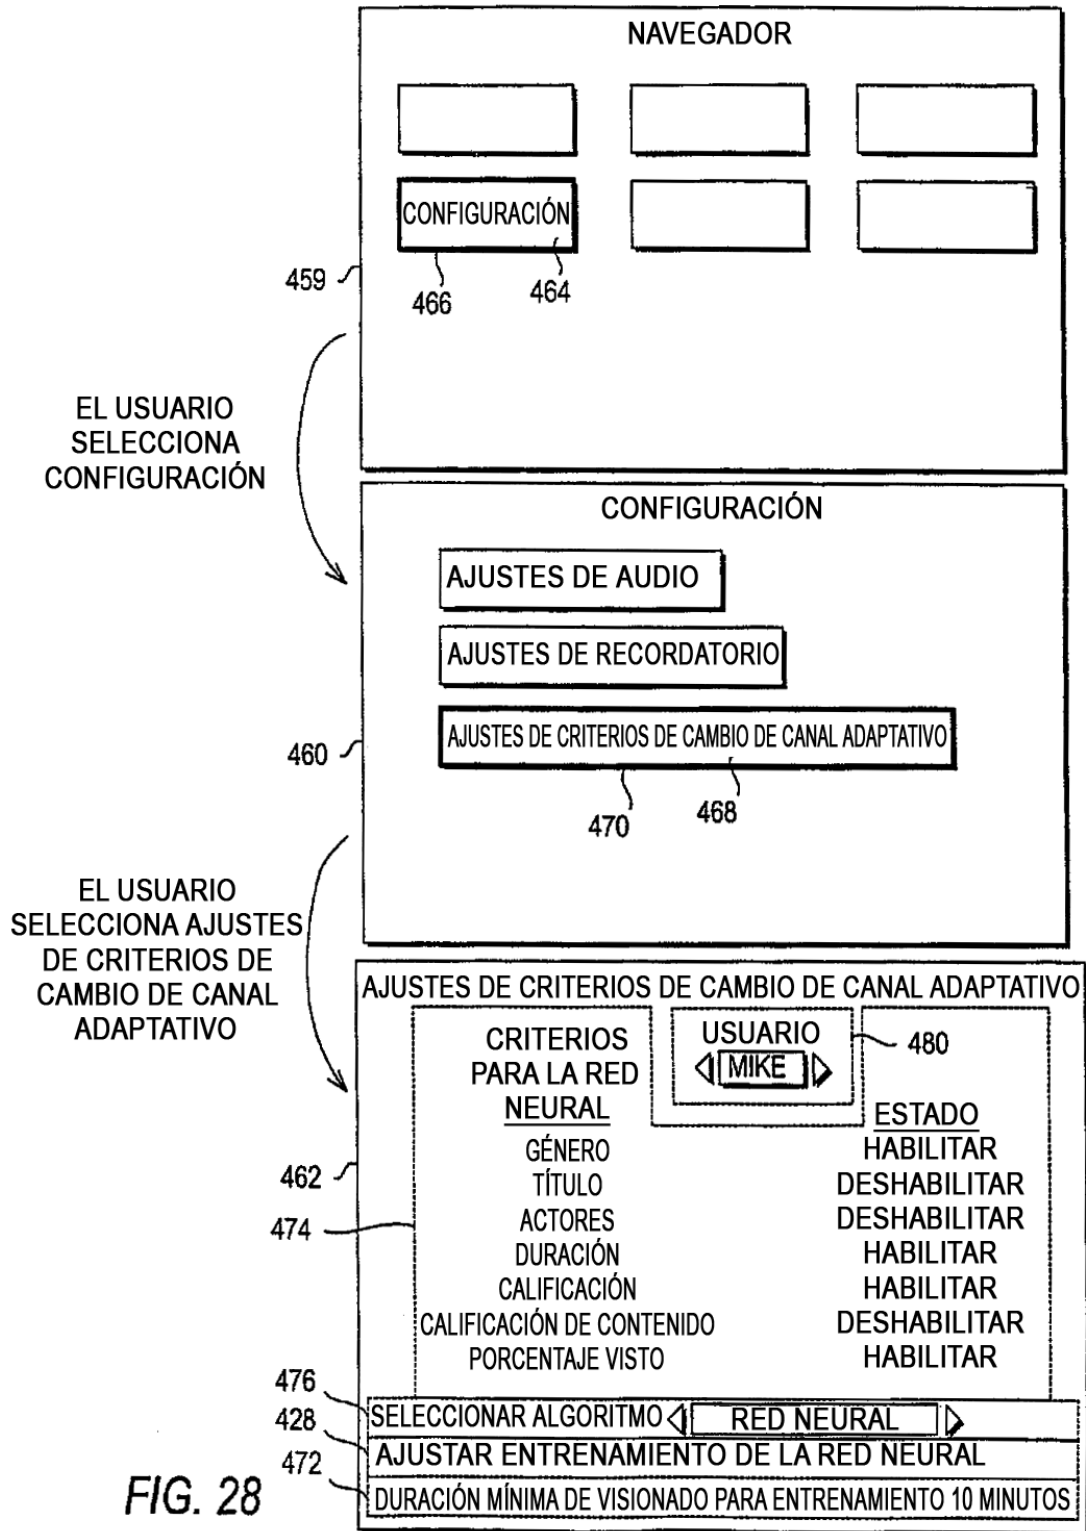 NAVEGADOR
CONFIGURACIÓN
459
466
464
EL USUARIO
SELECCIONA
CONFIGURACIÓN
CONFIGURACIÓN
AJUSTES DE AUDIO
AJUSTES DE RECORDATORIO
AJUSTES DE CRITERIOS DE CAMBIO DE CANAL ADAPTATIVO
460
470
468
EL USUARIO
SELECCIONA AJUSTES
DE CRITERIOS DE
CAMBIO DE CANAL
ADAPTATIVO
AJUSTES DE CRITERIOS DE CAMBIO DE CANAL ADAPTATIVO
USUARIO
MIKE
480
CRITERIOS
PARA LA RED
NEURAL
ESTADO
GÉNERO HABILITAR
462
TÍTULO DESHABILITAR
474
ACTORES DESHABILITAR
DURACIÓN HABILITAR
CALIFICACIÓN HABILITAR
CALIFICACIÓN DE CONTENIDO DESHABILITAR
PORCENTAJE VISTO HABILITAR
476
SELECCIONAR ALGORITMO RED NEURAL
428
AJUSTAR ENTRENAMIENTO DE LA RED NEURAL
472
DURACIÓN MÍNIMA DE VISIONADO PARA ENTRENAMIENTO 10 MINUTOS
FIG. 28